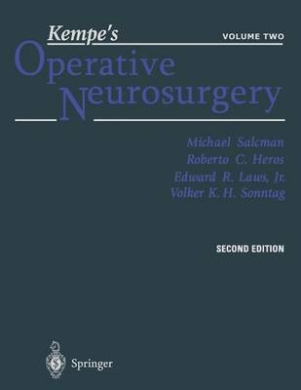 Kempe's
VOLUME TWO
Operative
Neurosurgery
Michael Salcman
Roberto C. Heros
Edward R. Laws, Jr.
Volker K. H. Sonntag
SECOND EDITION
Springer